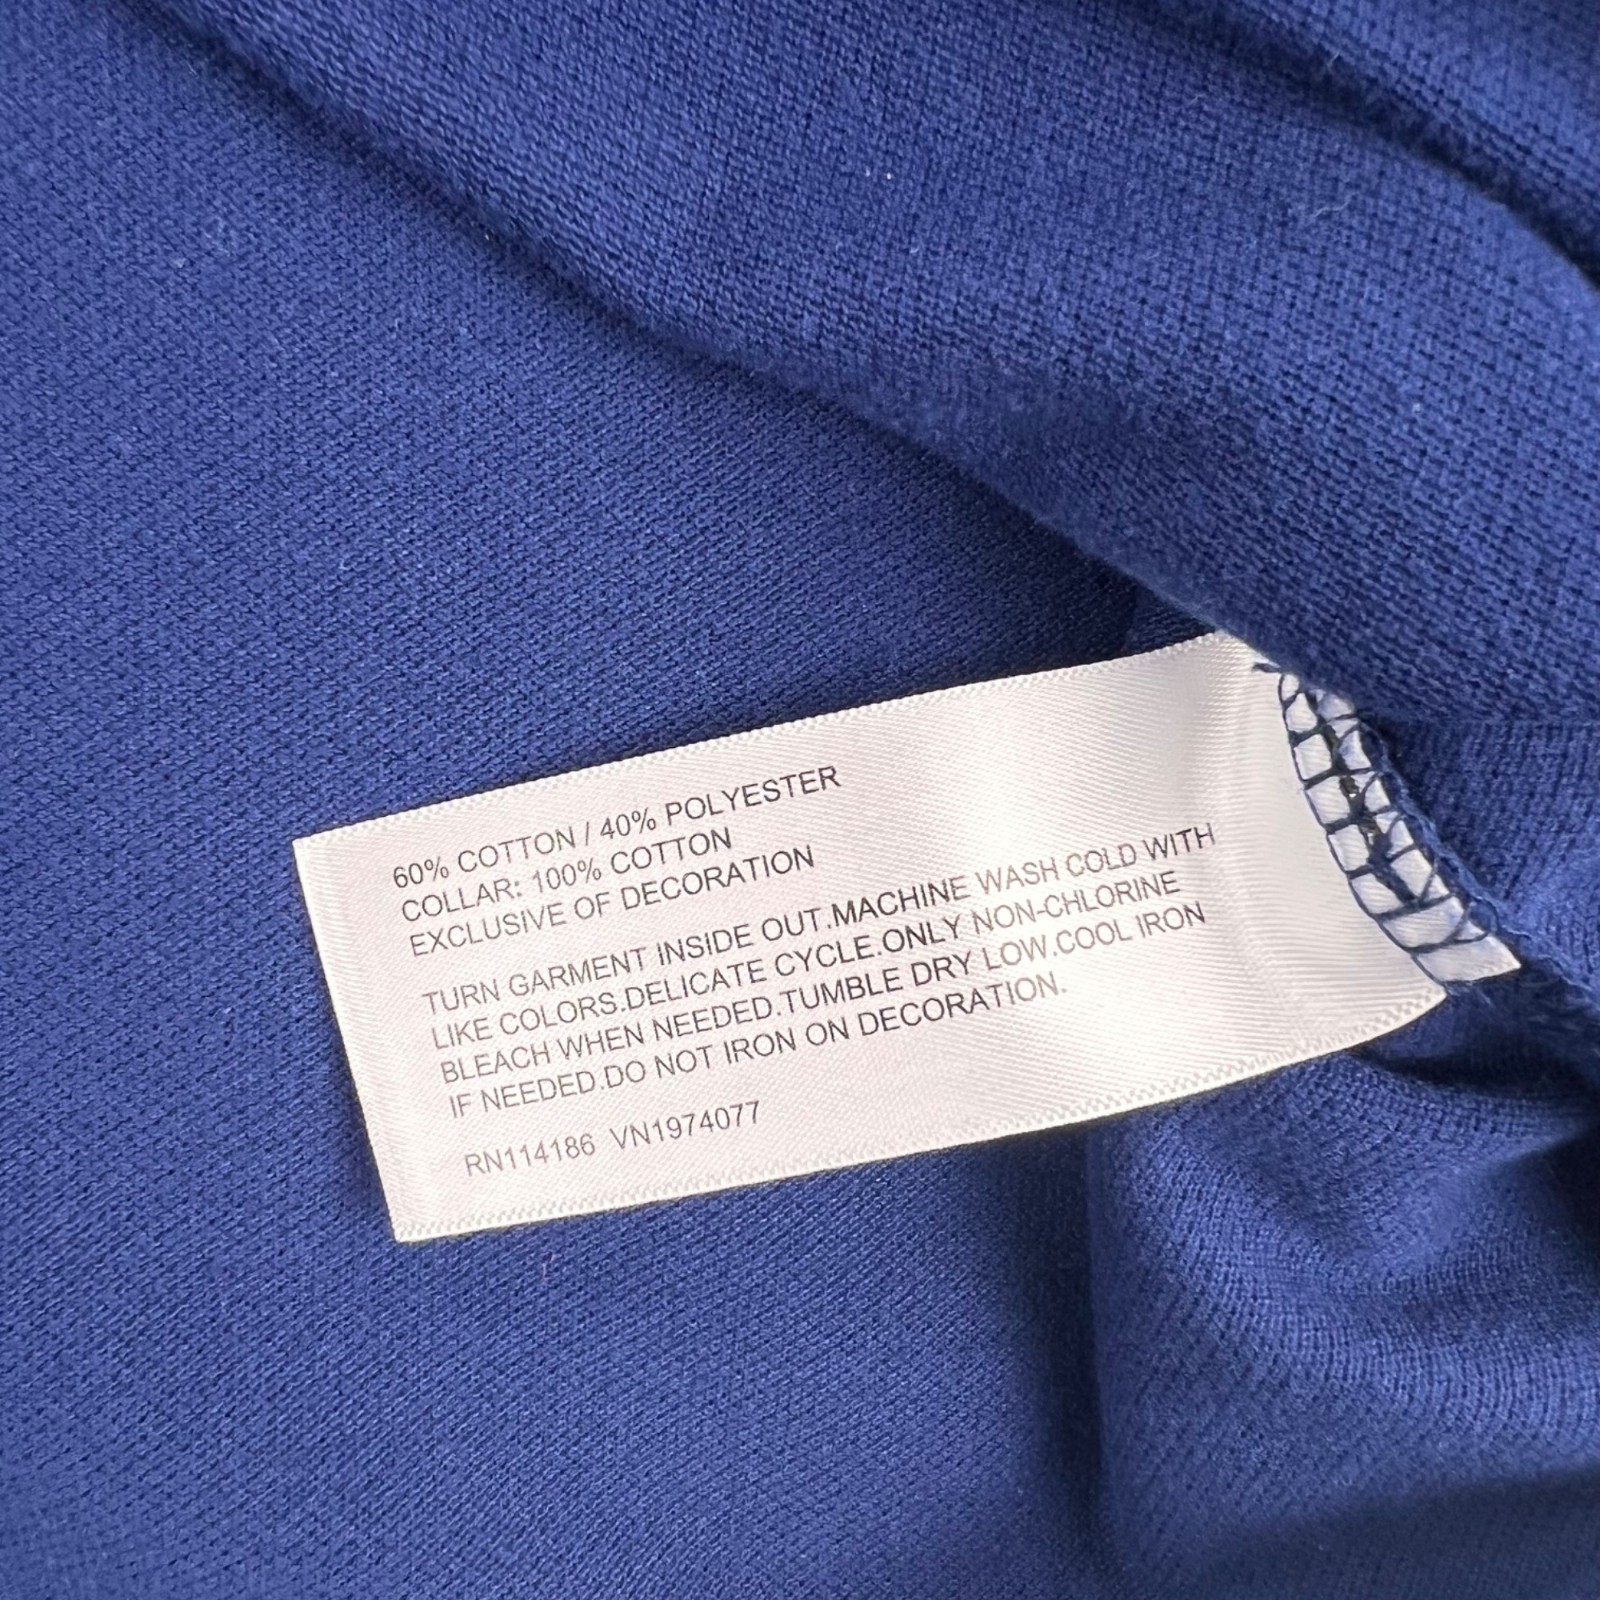 60% COTTON / 40% POLYESTER
COLLAR: 100% COTTON
EXCLUSIVE OF DECORATION
TURN GARMENT INSIDE OUT.MACHINE WASH COLD WITH
LIKE COLORS.DELICATE CYCLE.ONLY NON-CHLORINE
BLEACH WHEN NEEDED.TUMBLE DRY LOW.COOL IRON
IF NEEDED.DO NOT IRON ON DECORATION.
RN114186 VN1974077